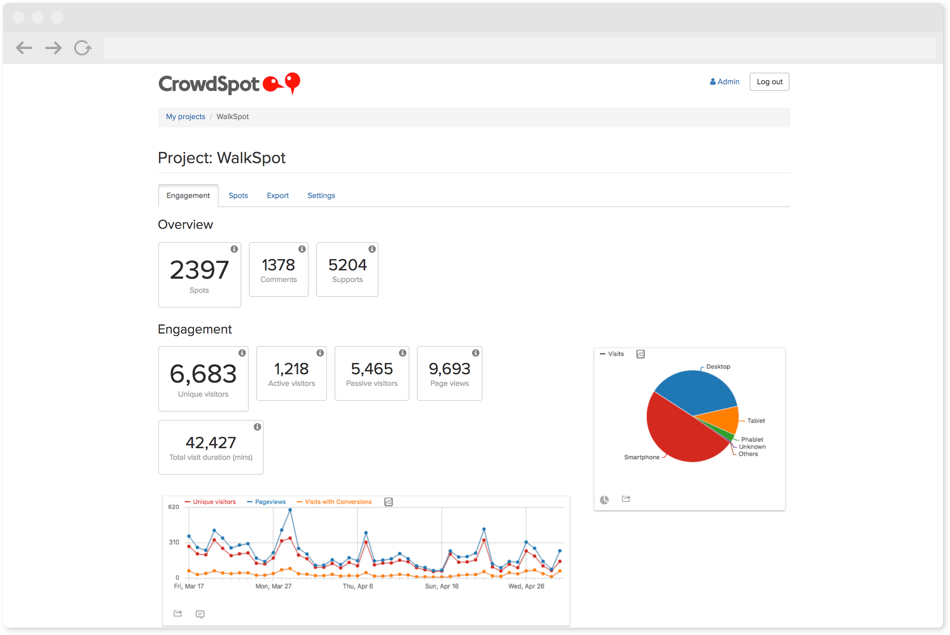 CrowdSpot
Admin
Log out
My projects / WalkSpot
Project: WalkSpot
Engagement Spots Export Settings
Overview
2397
Spots
1378
Comments
5204
Supports
Engagement
6,683
Unique visitors
1,218
Active visitors
5,465
Passive visitors
9,693
Page views
42,427
Total visit duration (mins)
Visits
Desktop
Tablet
Phablet
Unknown
Others
Smartphone
Unique visitors Pageviews Visits with Conversions
620
310
0
Fri, Mar 17 Mon, Mar 27 Thu, Apr 6 Sun, Apr 16 Wed, Apr 26